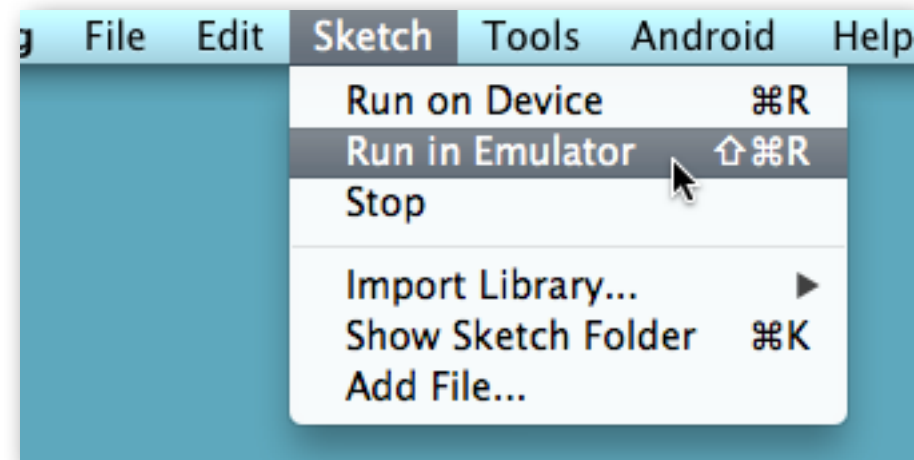 g File Edit Sketch Tools Android Help
Run on Device ⌘R
Run in Emulator ⇧⌘R
Stop
Import Library...
Show Sketch Folder ⌘K
Add File...